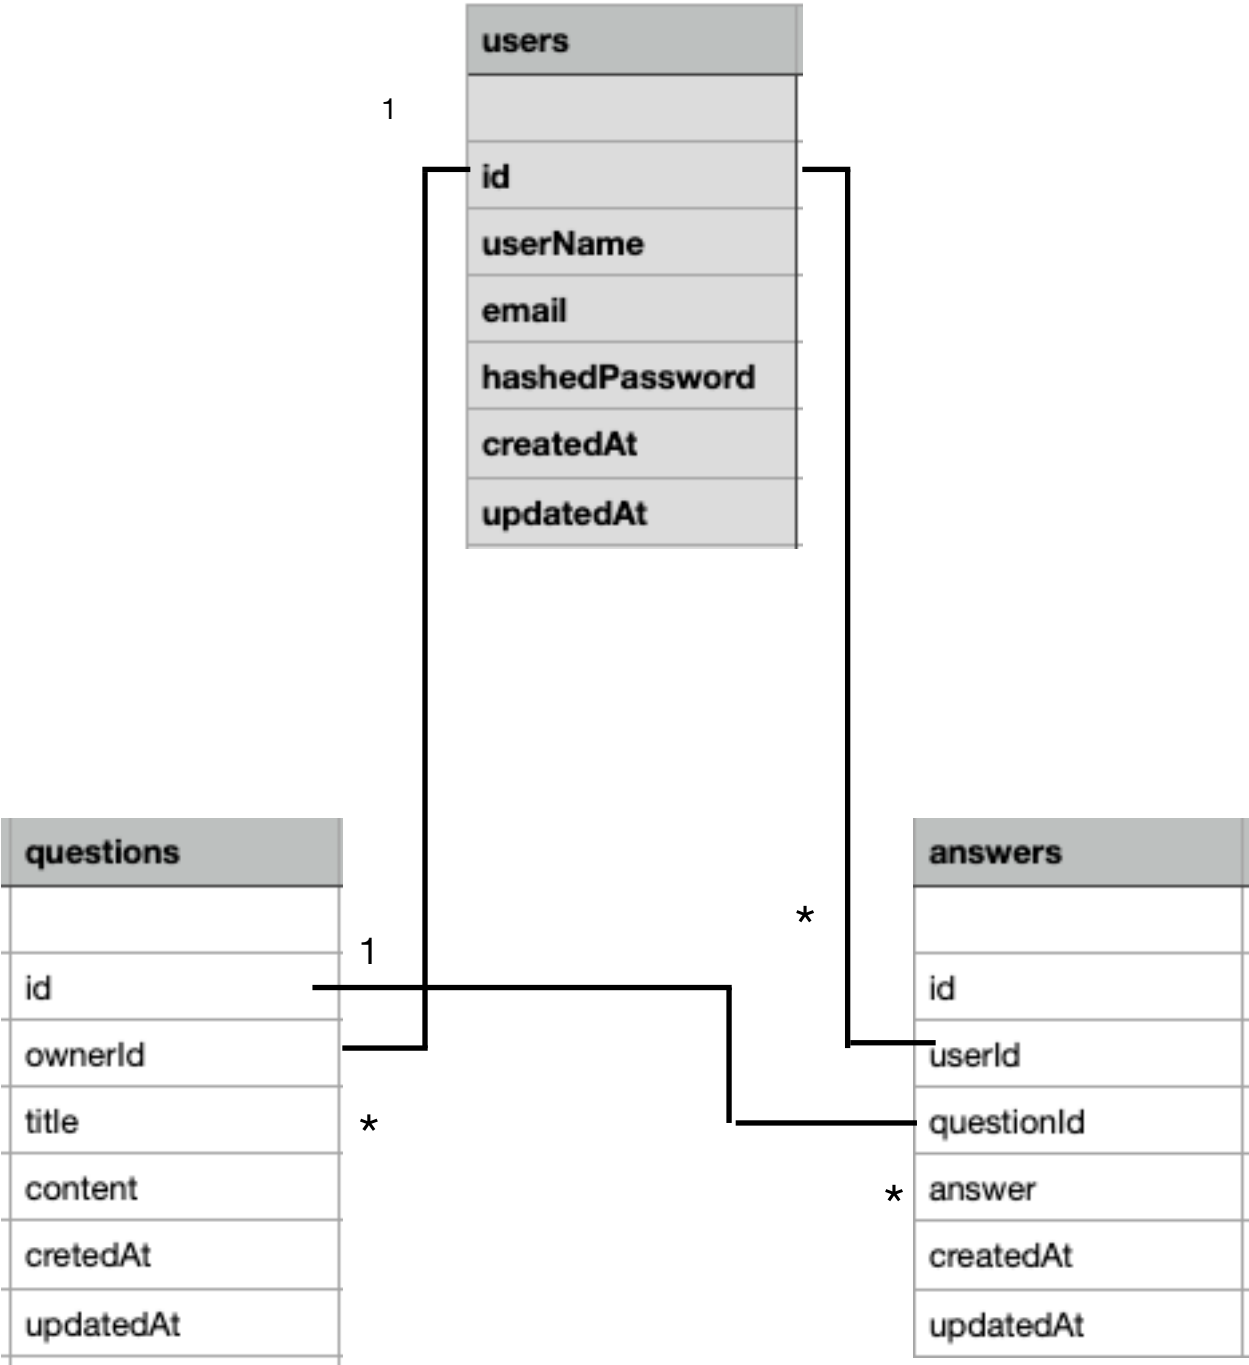 users
1
id
userName
email
hashedPassword
createdAt
updatedAt
questions
1
id
ownerId
title
*
content
cretedAt
updatedAt
answers
*
id
userId
questionId
* answer
createdAt
updatedAt